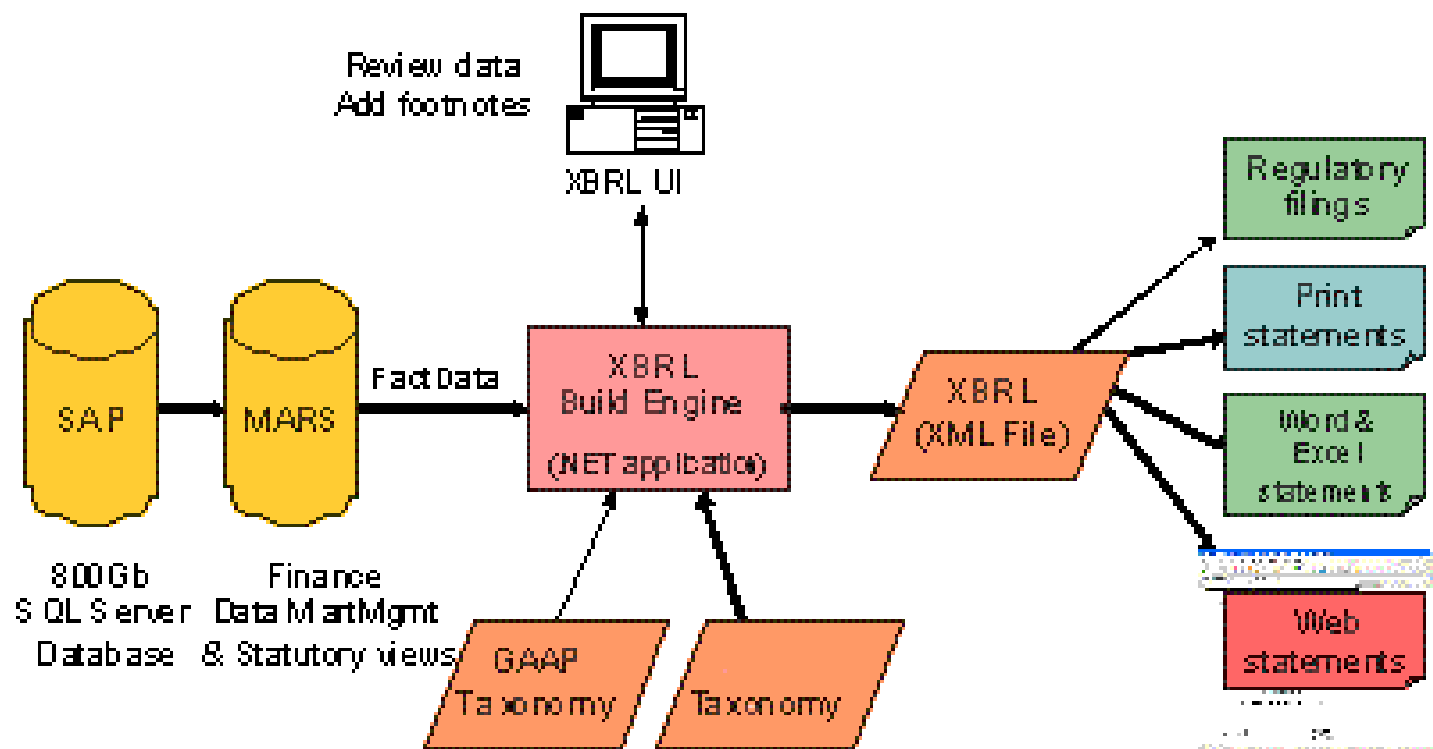 Review data
Add footnotes
XBRL UI
SAP
MARS
Fact Data
XBRL
Build Engine
(.NET application)
XBRL
(XML File)
Regulatory
filings
Print
statements
Word &
Excel
statements
Web
statements
800Gb
SQL Server
Database
Finance
Data Mart Mgmt
& Statutory views
GAAP
Taxonomy
Taxonomy